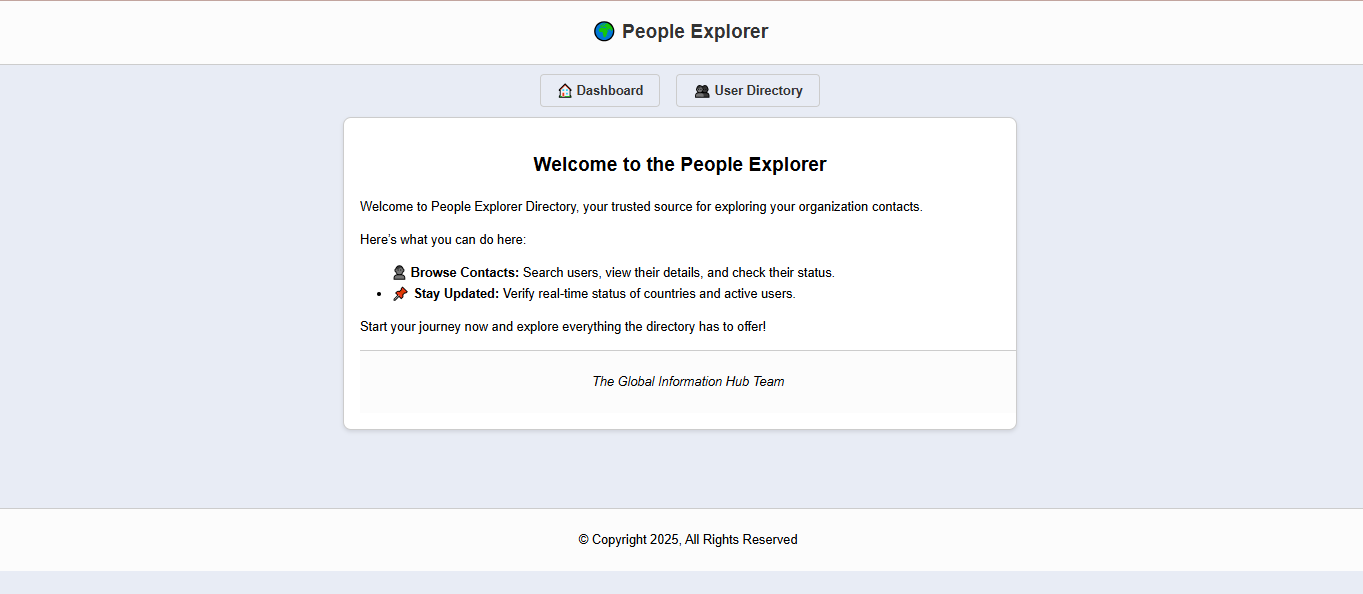 🌍 People Explorer
🏠 Dashboard
👥 User Directory
Welcome to the People Explorer
Welcome to People Explorer Directory, your trusted source for exploring your organization contacts.
Here’s what you can do here:
👤 Browse Contacts: Search users, view their details, and check their status.
• 📌 Stay Updated: Verify real-time status of countries and active users.
Start your journey now and explore everything the directory has to offer!
The Global Information Hub Team
© Copyright 2025, All Rights Reserved